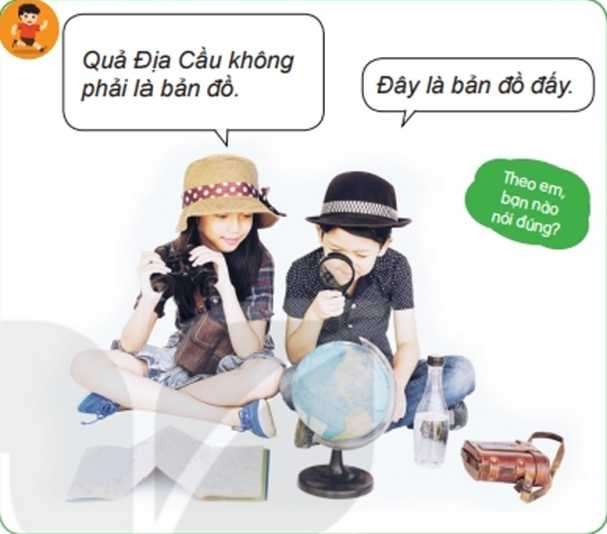 Quả Địa Cầu không
phải là bản đồ.
Đây là bản đồ đấy.
Theo em,
bạn nào
nói đúng?